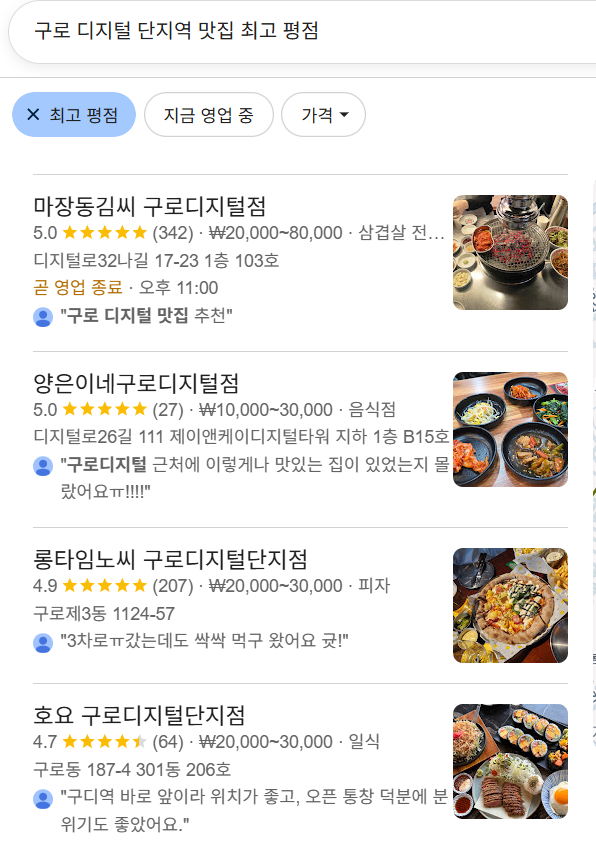 구로 디지털 단지역 맛집 최고 평점
✕ 최고 평점 지금 영업 중 가격
마장동김씨 구로디지털점
5.0 ★★★★★ (342) · ₩20,000~80,000 · 삼겹살 전...
디지털로32나길 17-23 1층 103호
곧 영업 종료 · 오후 11:00
"구로 디지털 맛집 추천"
양은이네구로디지털점
5.0 ★★★★★ (27) · ₩10,000~30,000 · 음식점
디지털로26길 111 제이앤케이디지털타워 지하 1층 B15호
"구로디지털 근처에 이렇게나 맛있는 집이 있었는지 몰
랐어요ㅠ!!!!"
롱타임노씨 구로디지털단지점
4.9 ★★★★★ (207) · ₩20,000~30,000 · 피자
구로제3동 1124-57
"3차로ㅠ갔는데도 싹싹 먹구 왔어요 귯!"
호요 구로디지털단지점
4.7 ★★★★★ (64) · ₩20,000~30,000 · 일식
구로동 187-4 301동 206호
"구디역 바로 앞이라 위치가 좋고, 오픈 통창 덕분에 분
위기도 좋았어요."